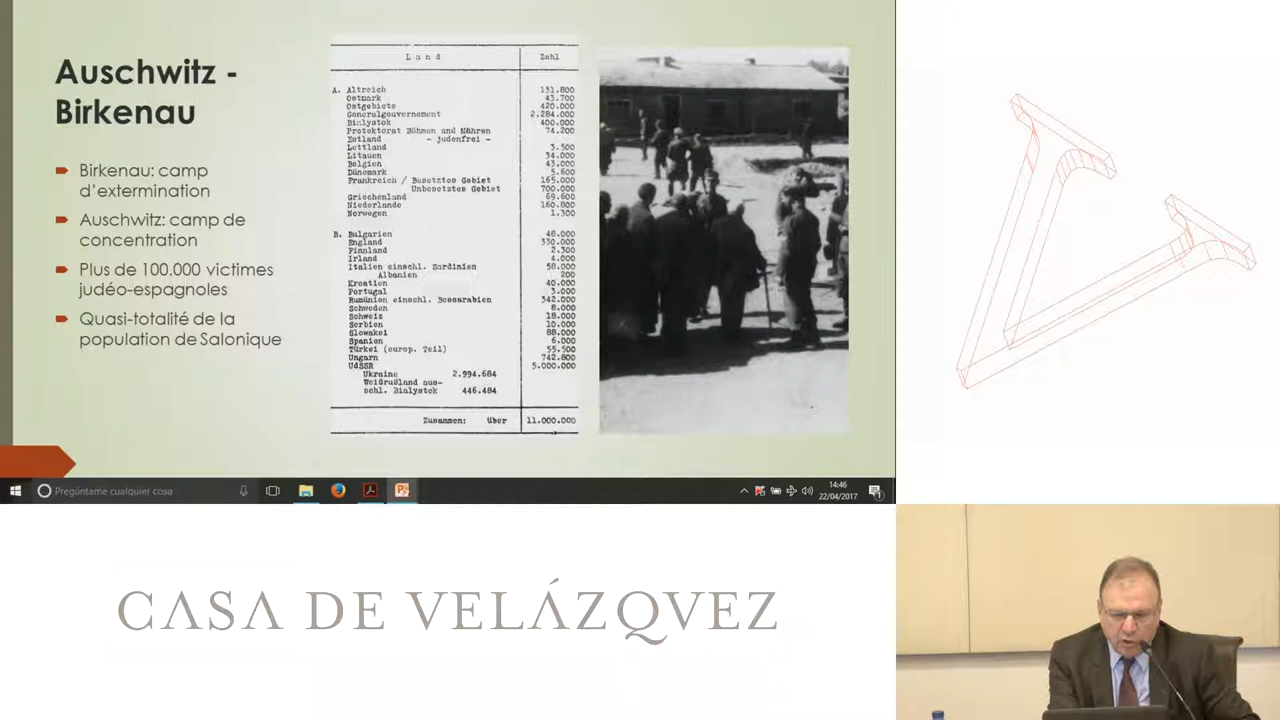 Auschwitz -
Birkenau
Birkenau: camp
d'extermination
Auschwitz: camp de
concentration
Plus de 100.000 victimes
judéo-espagnoles
Quasi-totalité de la
population de Salonique
Land Zahl
A. Altreich 131.800
Ostmark 43.700
Ostgebiete 420.000
Generalgouvernement 2.284.000
Bialystok 400.000
Protektorat Böhmen und Mähren 74.200
Estland - judenfrei -
Lettland 3.500
Litauen 34.000
Belgien 43.000
Dänemark 5.600
Frankreich / Besetztes Gebiet 165.000
Unbesetztes Gebiet 700.000
Griechenland 69.600
Niederlande 160.800
Norwegen 1.300
B. Bulgarien 48.000
England 330.000
Finnland 2.300
Irland 4.000
Italien einschl. Sardinien 58.000
Albanien 200
Kroatien 40.000
Portugal 3.000
Rumänien einschl. Bessarabien 342.000
Schweden 8.000
Schweiz 18.000
Serbien 10.000
Slowakei 88.000
Spanien 6.000
Türkei (europ. Teil) 55.500
Ungarn 742.800
UdSSR 5.000.000
Ukraine 2.994.684
Weißrußland aus-
schl. Bialystok 446.484
Zusammen: über 11.000.000
Pregúntame cualquier cosa
14:46
22/04/2017
CASA DE VELÁZQVEZ